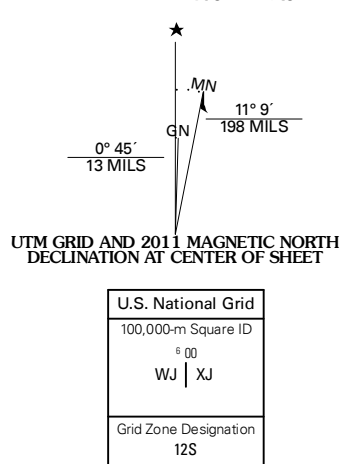 ★
MN
GN
11° 9´
198 MILS
0° 45´
13 MILS
UTM GRID AND 2011 MAGNETIC NORTH
DECLINATION AT CENTER OF SHEET
U.S. National Grid
100,000-m Square ID
6 00
WJ XJ
Grid Zone Designation
12S